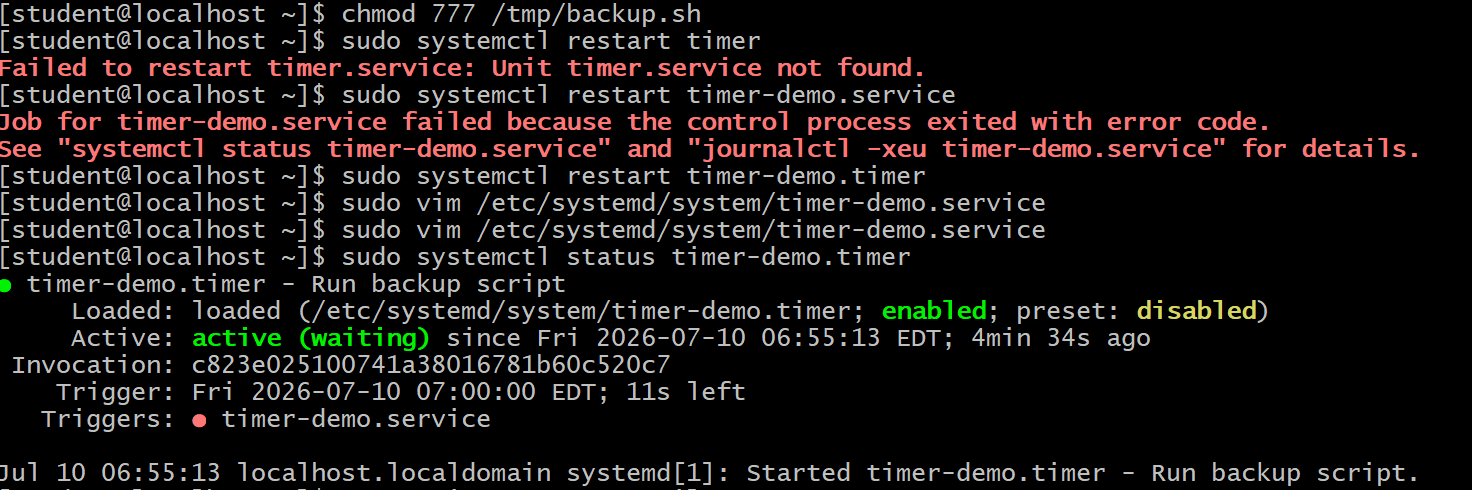 [student@localhost ~]$ chmod 777 /tmp/backup.sh
[student@localhost ~]$ sudo systemctl restart timer
Failed to restart timer.service: Unit timer.service not found.
[student@localhost ~]$ sudo systemctl restart timer-demo.service
Job for timer-demo.service failed because the control process exited with error code.
See "systemctl status timer-demo.service" and "journalctl -xeu timer-demo.service" for details.
[student@localhost ~]$ sudo systemctl restart timer-demo.timer
[student@localhost ~]$ sudo vim /etc/systemd/system/timer-demo.service
[student@localhost ~]$ sudo vim /etc/systemd/system/timer-demo.service
[student@localhost ~]$ sudo systemctl status timer-demo.timer
● timer-demo.timer - Run backup script
Loaded: loaded (/etc/systemd/system/timer-demo.timer; enabled; preset: disabled)
Active: active (waiting) since Fri 2026-07-10 06:55:13 EDT; 4min 34s ago
Invocation: c823e025100741a38016781b60c520c7
Trigger: Fri 2026-07-10 07:00:00 EDT; 11s left
Triggers: ● timer-demo.service
Jul 10 06:55:13 localhost.localdomain systemd[1]: Started timer-demo.timer - Run backup script.